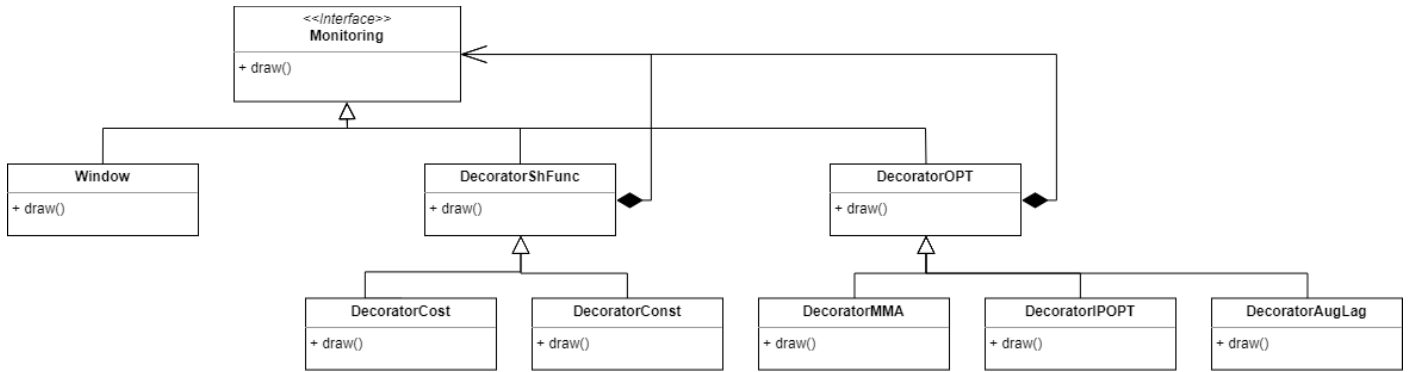 <<Interface>>
Monitoring
+ draw()
Window
+ draw()
DecoratorShFunc
+ draw()
DecoratorOPT
+ draw()
DecoratorCost
+ draw()
DecoratorConst
+ draw()
DecoratorMMA
+ draw()
DecoratorIPOPT
+ draw()
DecoratorAugLag
+ draw()